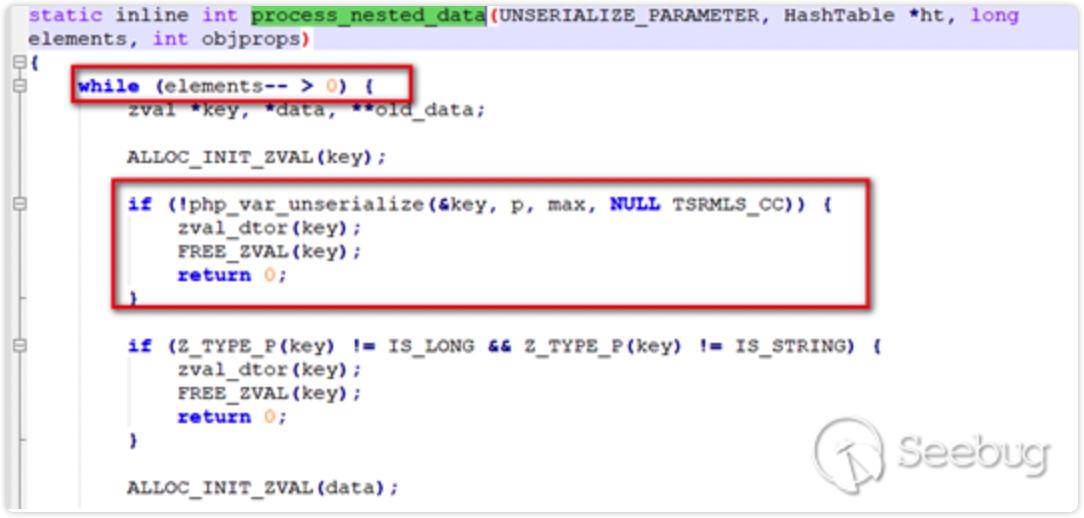 static inline int process_nested_data(UNSERIALIZE_PARAMETER, HashTable *ht, long
elements, int objprops)
{
while (elements-- > 0) {
zval *key, *data, **old_data;
ALLOC_INIT_ZVAL(key);
if (!php_var_unserialize(&key, p, max, NULL TSRMLS_CC)) {
zval_dtor(key);
FREE_ZVAL(key);
return 0;
}
if (Z_TYPE_P(key) != IS_LONG && Z_TYPE_P(key) != IS_STRING) {
zval_dtor(key);
FREE_ZVAL(key);
return 0;
}
ALLOC_INIT_ZVAL(data);
Seebug